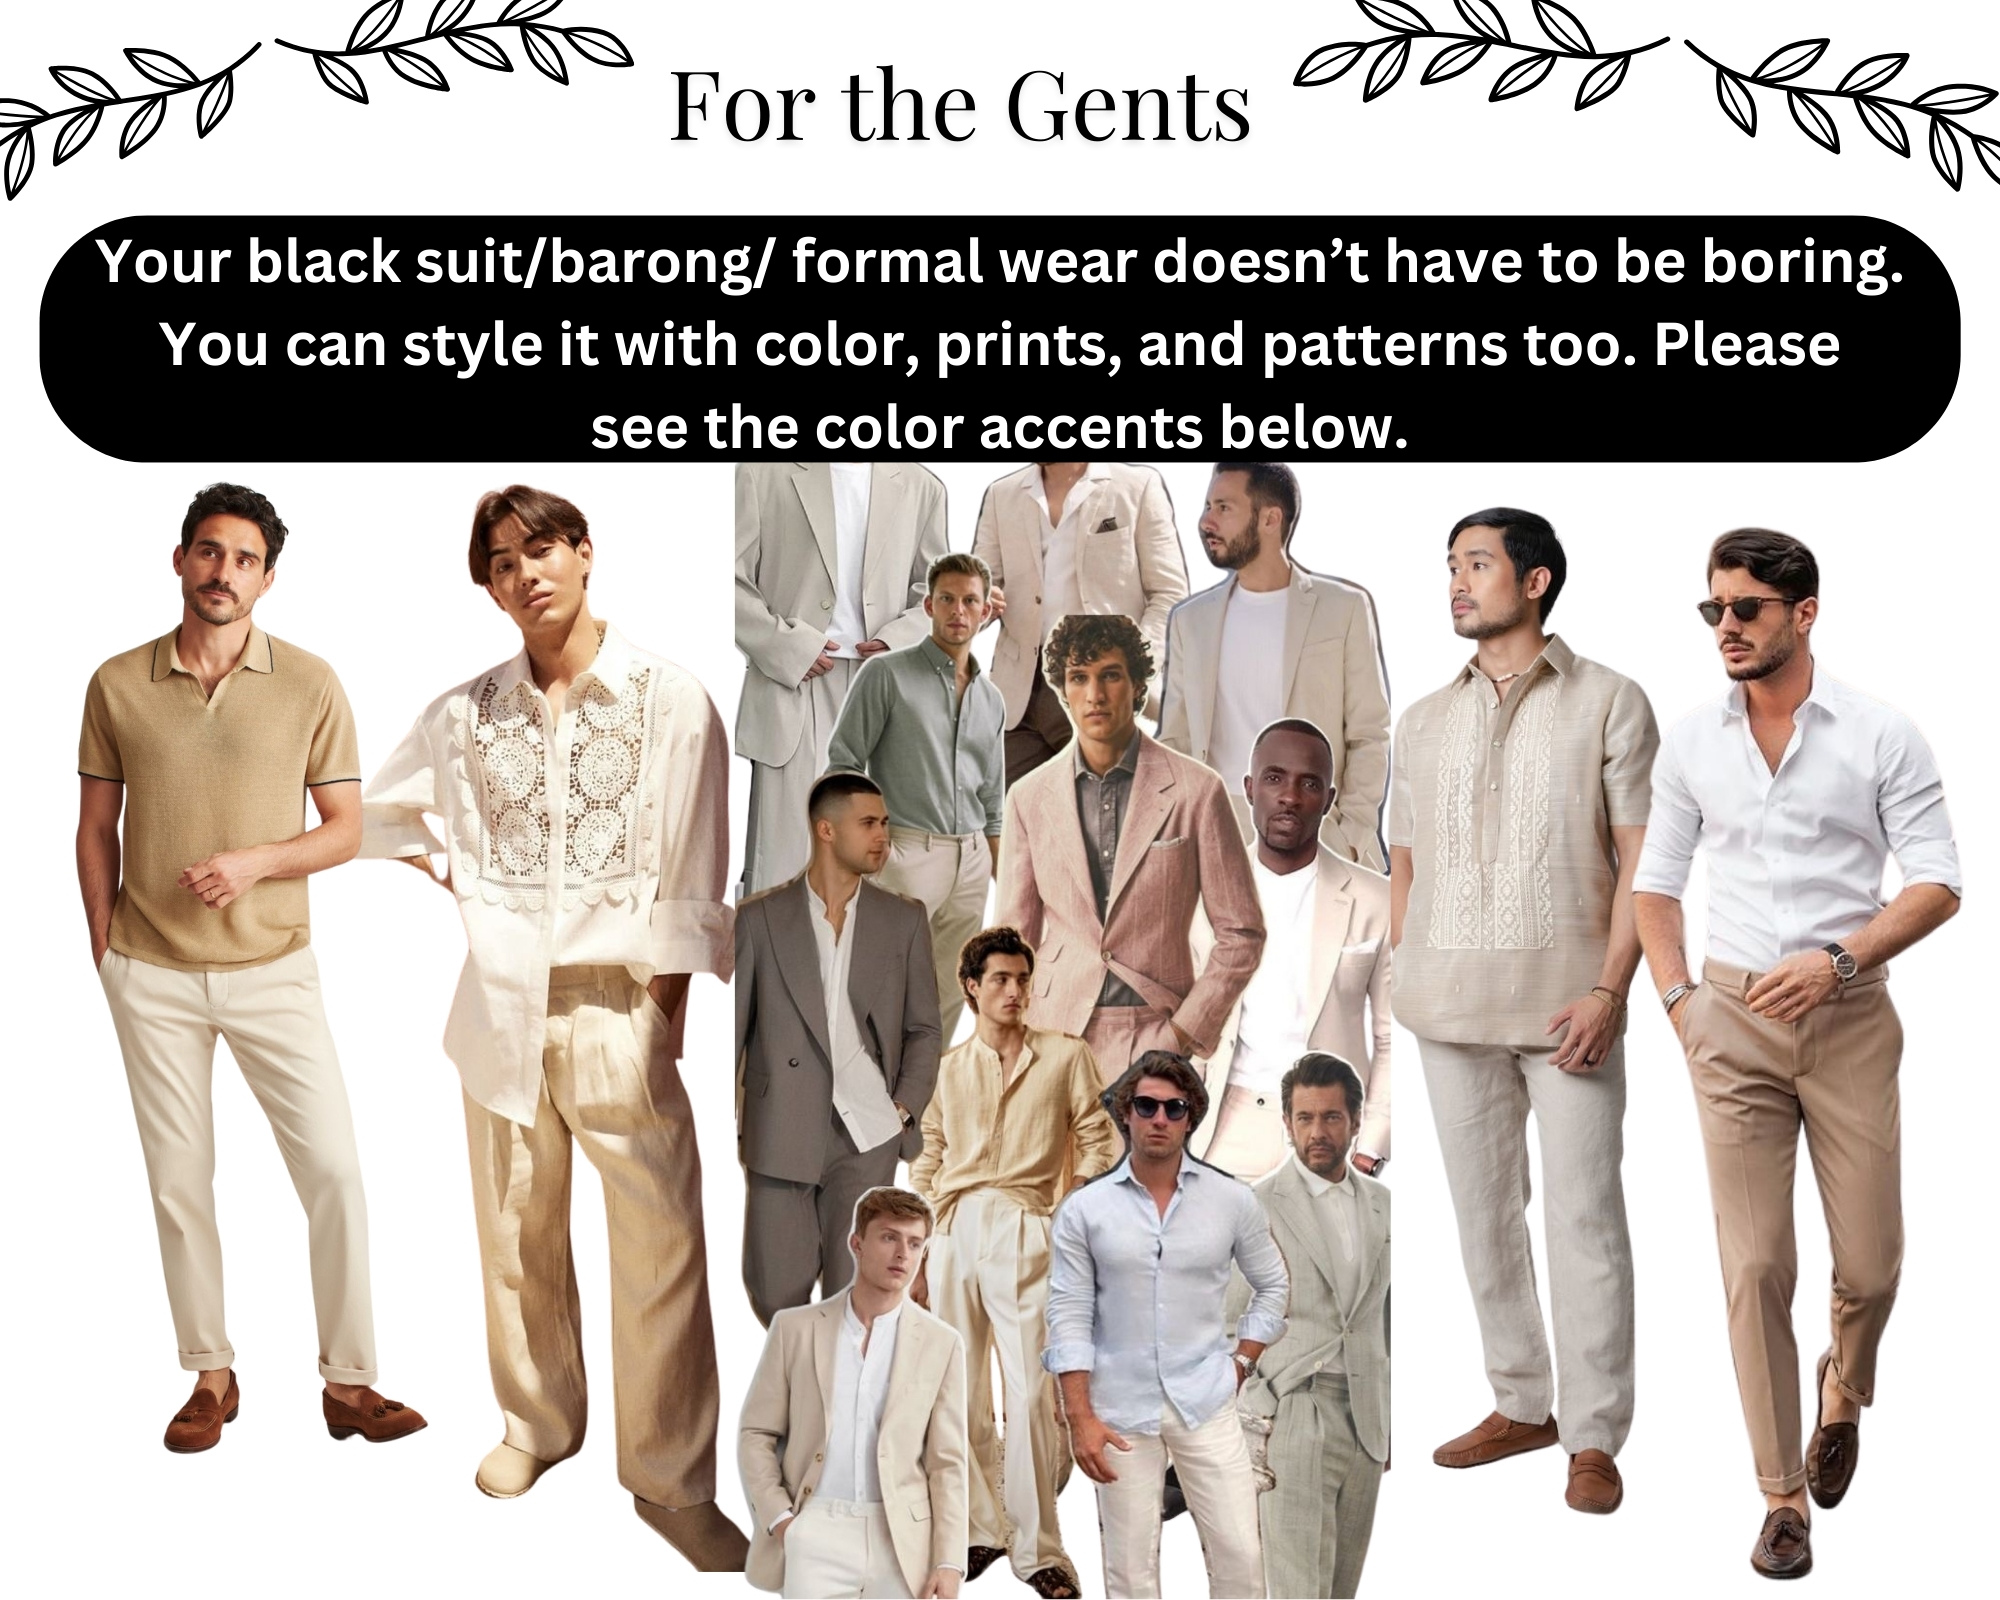 For the Gents
Your black suit/barong/ formal wear doesn’t have to be boring.
You can style it with color, prints, and patterns too. Please
see the color accents below.